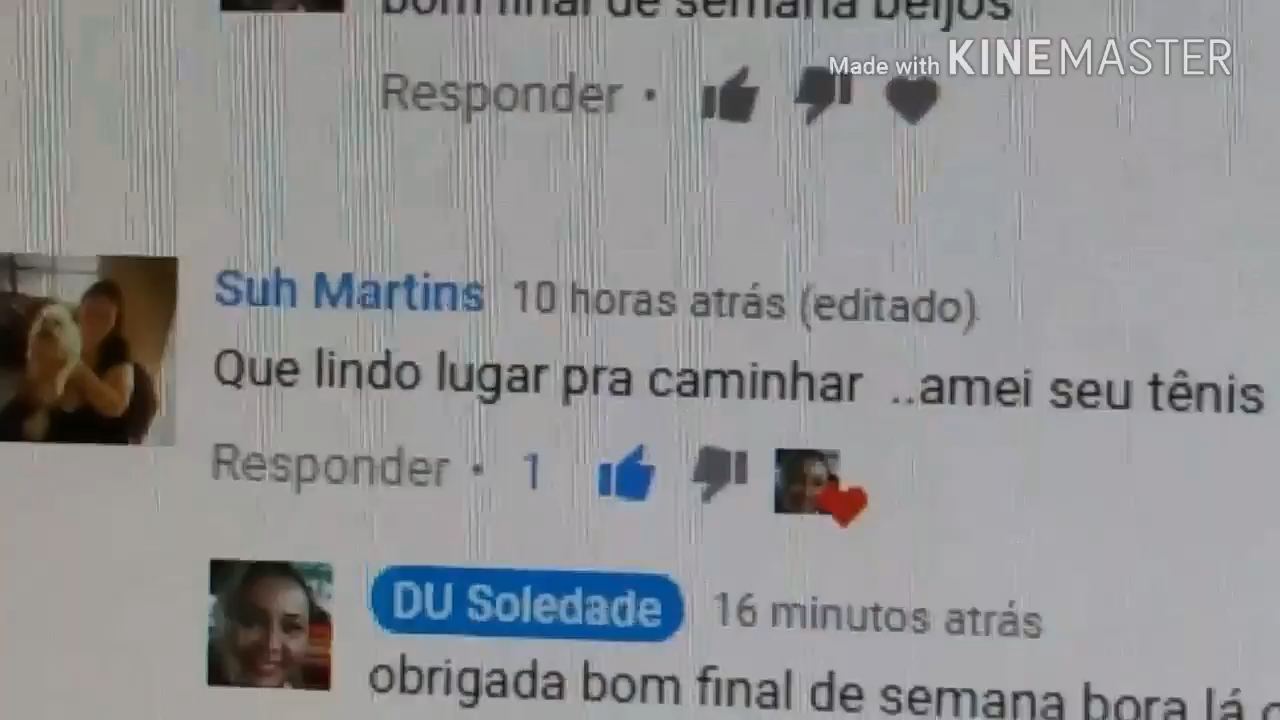 bom final de semana beijos
Made with KINEMASTER
Responder •
Suh Martins 10 horas atrás (editado)
Que lindo lugar pra caminhar ..amei seu tênis
Responder • 1
DU Soledade 16 minutos atrás
obrigada bom final de semana bora lá